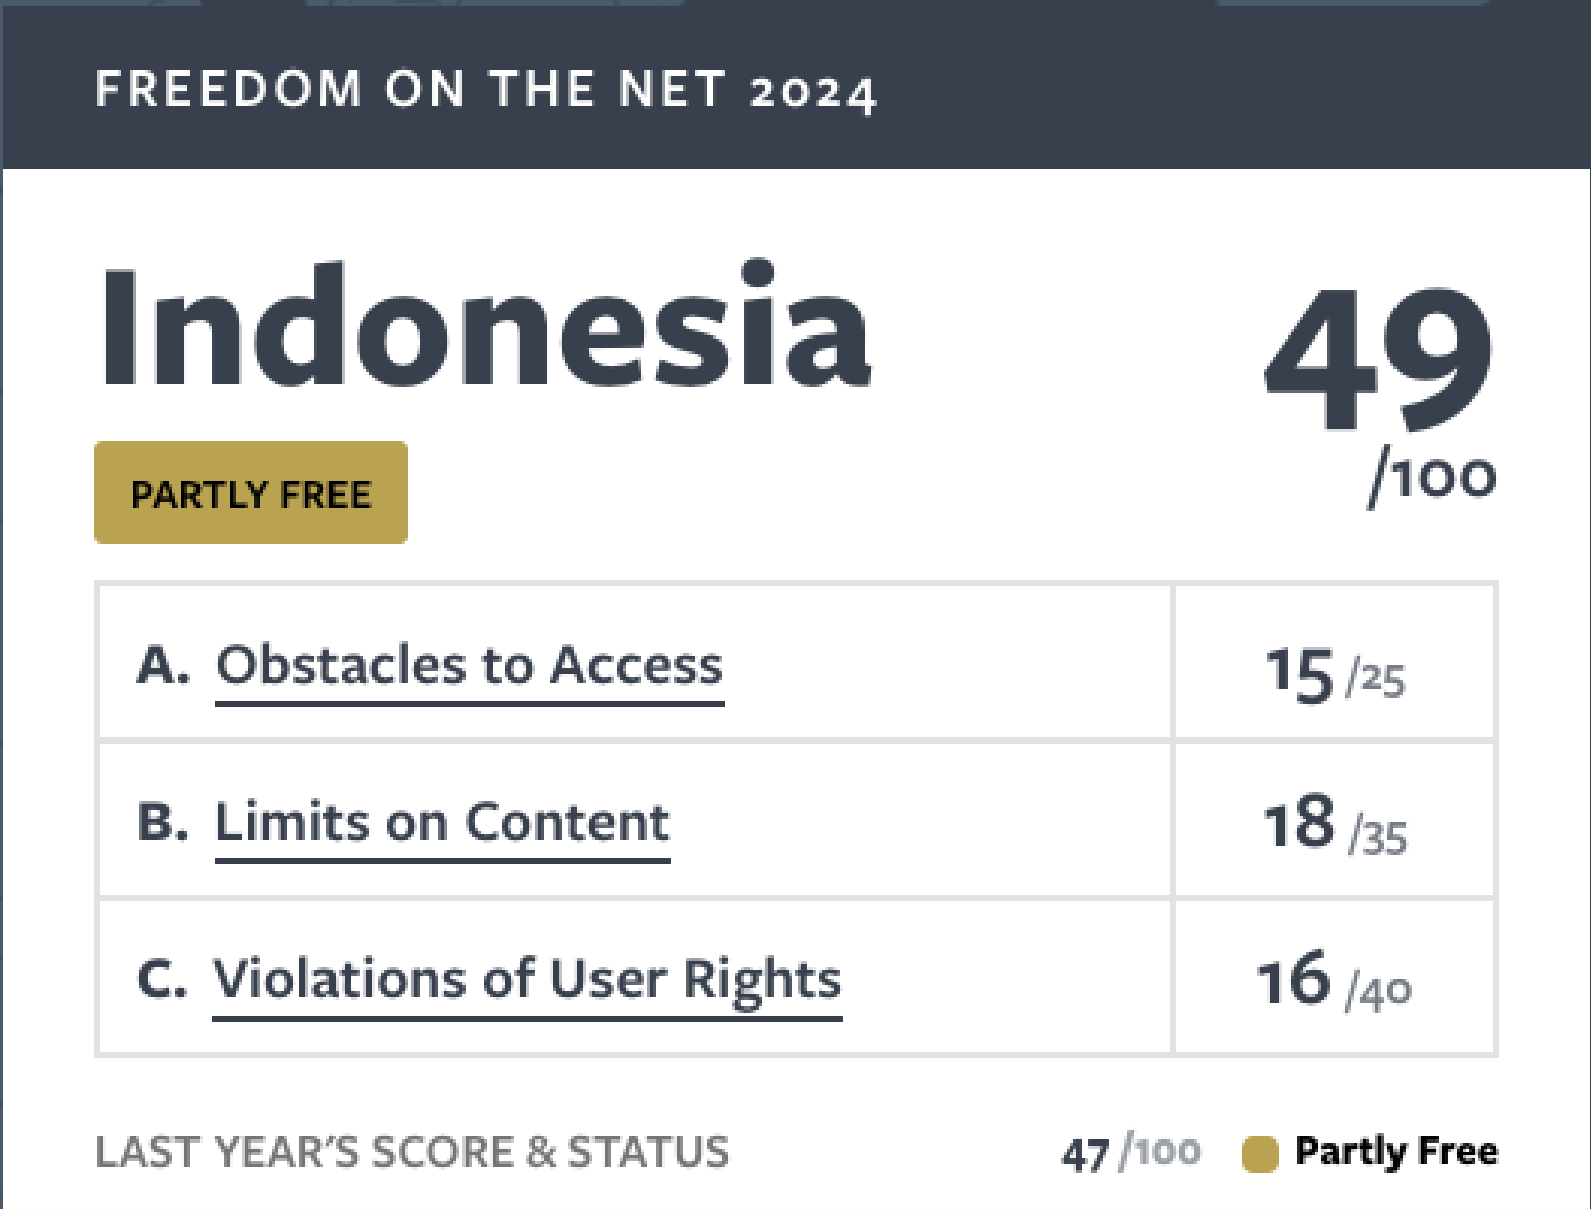 FREEDOM ON THE NET 2024
Indonesia
49
/100
PARTLY FREE
A. Obstacles to Access 15 /25
B. Limits on Content 18 /35
C. Violations of User Rights 16 /40
LAST YEAR'S SCORE & STATUS 47 /100 Partly Free